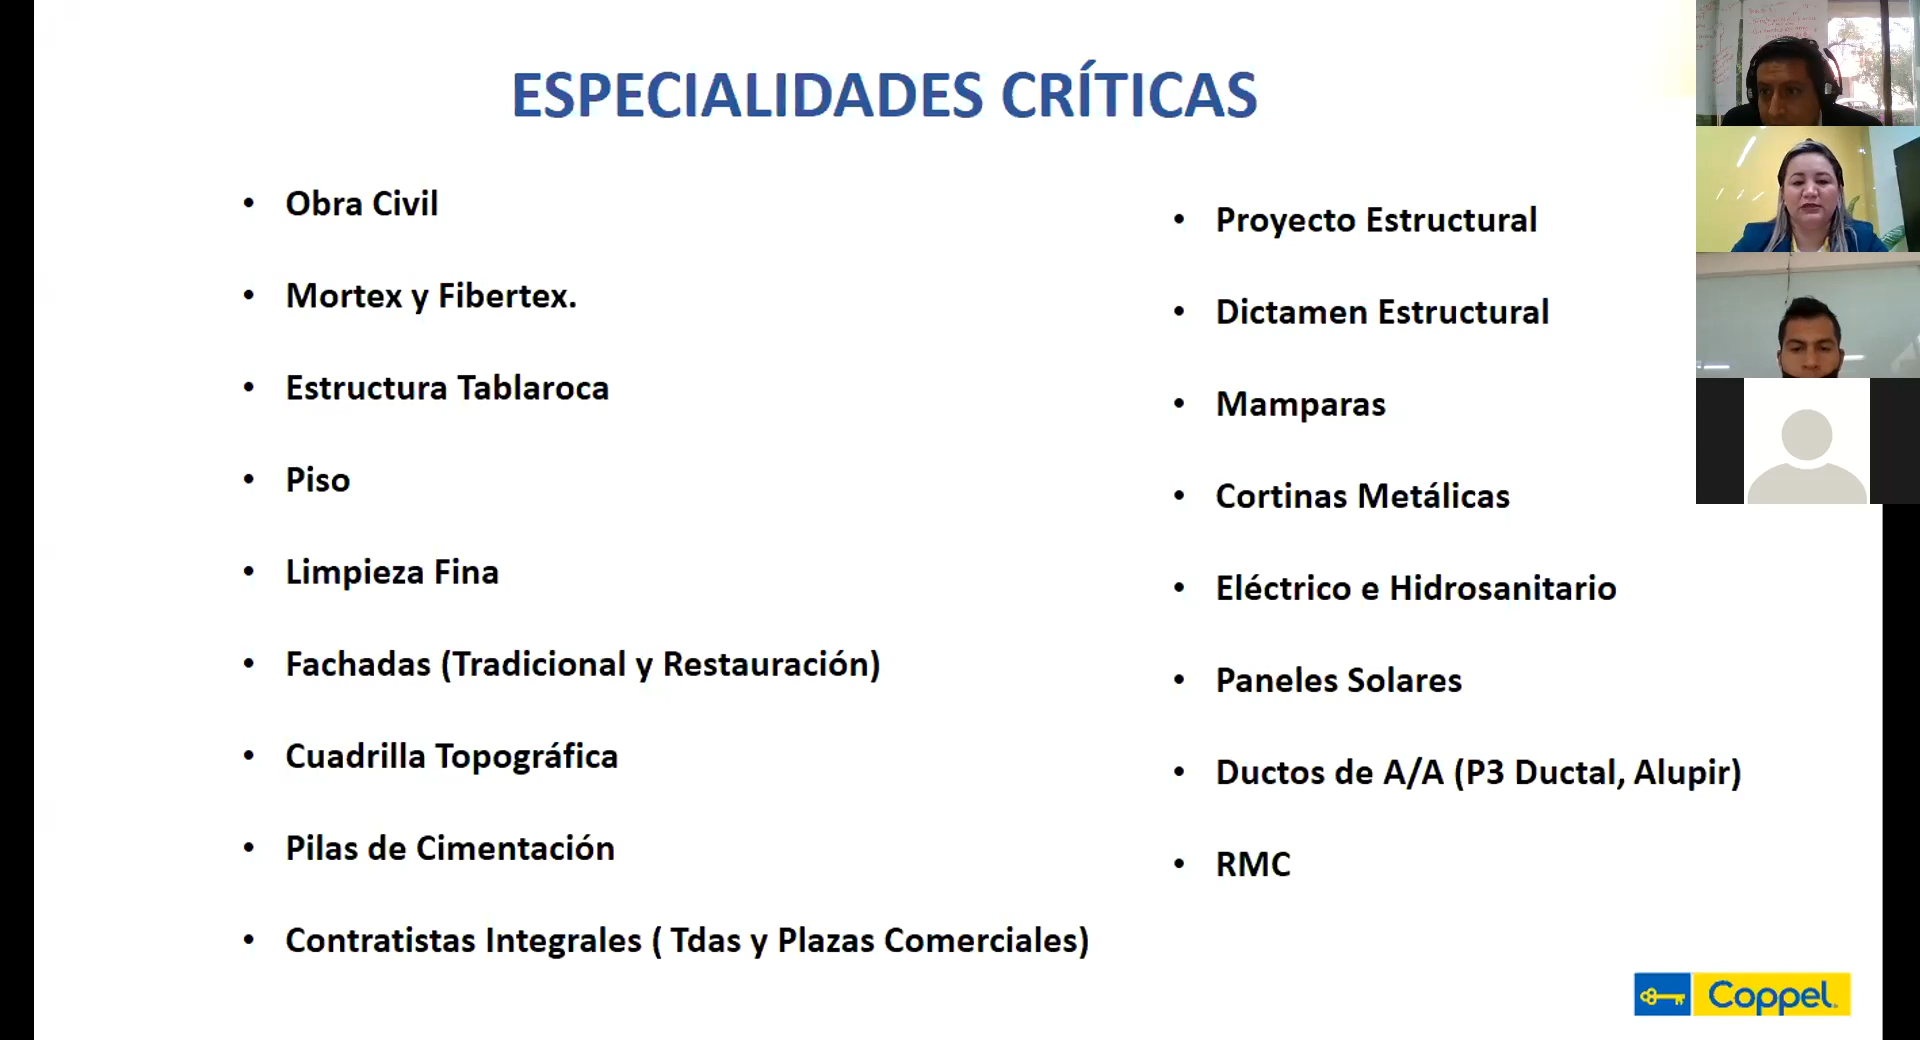 ESPECIALIDADES CRÍTICAS
• Obra Civil
• Mortex y Fibertex.
• Estructura Tablaroca
• Piso
• Limpieza Fina
• Fachadas (Tradicional y Restauración)
• Cuadrilla Topográfica
• Pilas de Cimentación
• Contratistas Integrales ( Tdas y Plazas Comerciales)
• Proyecto Estructural
• Dictamen Estructural
• Mamparas
• Cortinas Metálicas
• Eléctrico e Hidrosanitario
• Paneles Solares
• Ductos de A/A (P3 Ductal, Alupir)
• RMC
Coppel